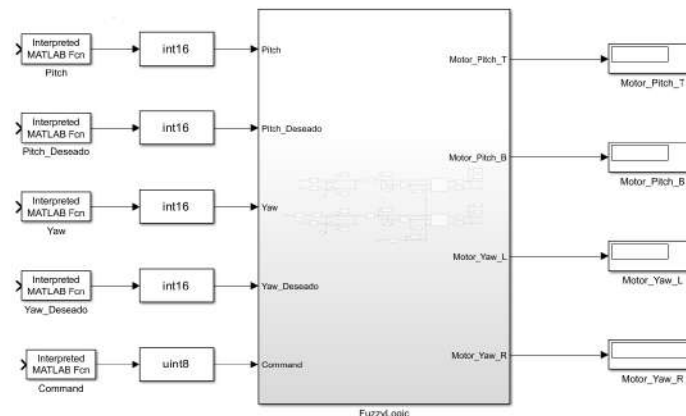 Interpreted
MATLAB Fcn
Pitch
int16
Pitch
Motor_Pitch_T
Motor_Pitch_T
Interpreted
MATLAB Fcn
Pitch_Deseado
int16
Pitch_Deseado
Motor_Pitch_B
Motor_Pitch_B
Interpreted
MATLAB Fcn
Yaw
int16
Yaw
Motor_Yaw_L
Motor_Yaw_L
Interpreted
MATLAB Fcn
Yaw_Deseado
int16
Yaw_Deseado
Motor_Yaw_R
Motor_Yaw_R
Interpreted
MATLAB Fcn
Command
uint8
Command
FuzzyLogic